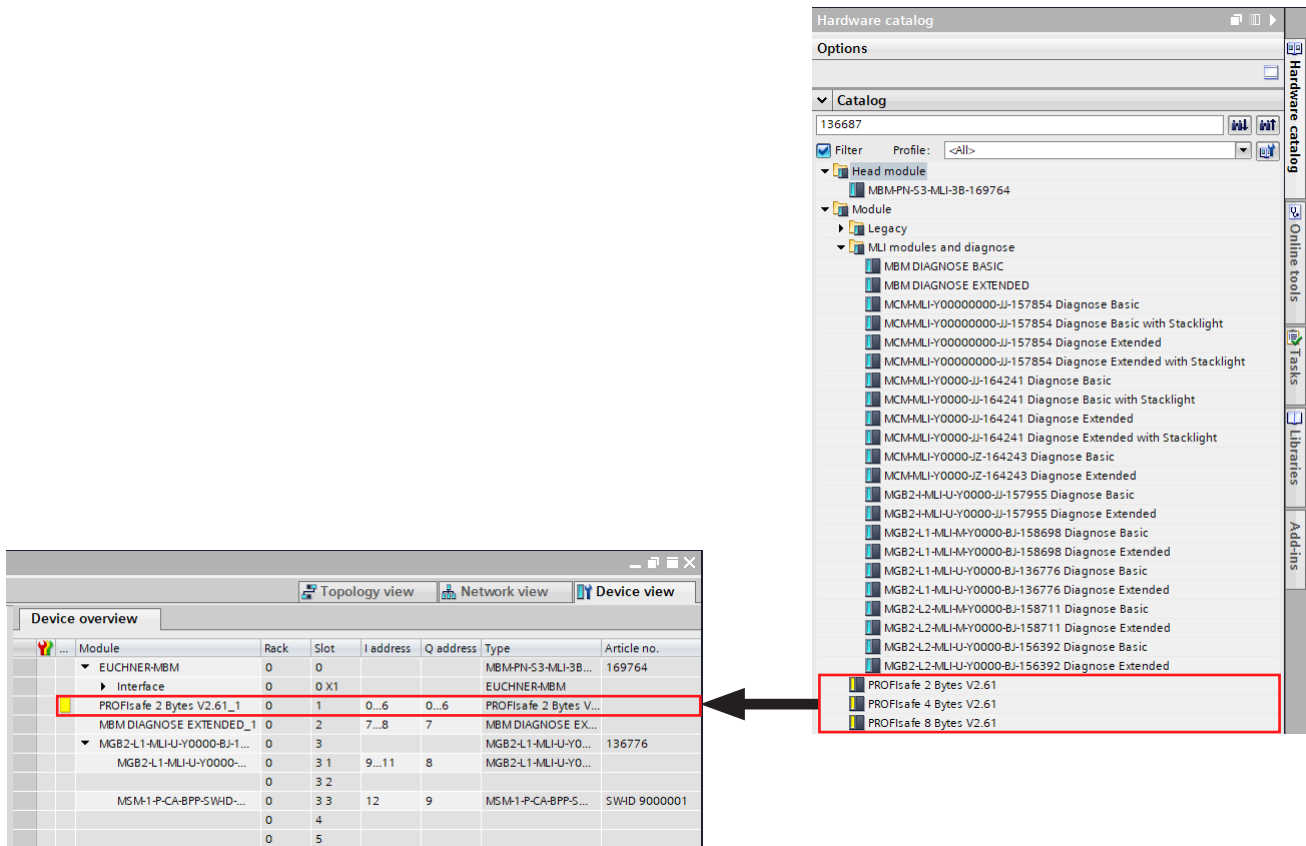 Hardware catalog
Options
Catalog
136687
Filter Profile: <All>
Head module
MBM-PN-S3-MLI-3B-169764
Module
Legacy
MLI modules and diagnose
MBM DIAGNOSE BASIC
MBM DIAGNOSE EXTENDED
MCM-MLI-Y00000000-JJ-157854 Diagnose Basic
MCM-MLI-Y00000000-JJ-157854 Diagnose Basic with Stacklight
MCM-MLI-Y00000000-JJ-157854 Diagnose Extended
MCM-MLI-Y00000000-JJ-157854 Diagnose Extended with Stacklight
MCM-MLI-Y0000-JJ-164241 Diagnose Basic
MCM-MLI-Y0000-JJ-164241 Diagnose Basic with Stacklight
MCM-MLI-Y0000-JJ-164241 Diagnose Extended
MCM-MLI-Y0000-JJ-164241 Diagnose Extended with Stacklight
MCM-MLI-Y0000-JZ-164243 Diagnose Basic
MCM-MLI-Y0000-JZ-164243 Diagnose Extended
MGB2-I-MLI-U-Y0000-JJ-157955 Diagnose Basic
MGB2-I-MLI-U-Y0000-JJ-157955 Diagnose Extended
MGB2-L1-MLI-M-Y0000-BJ-158698 Diagnose Basic
MGB2-L1-MLI-M-Y0000-BJ-158698 Diagnose Extended
MGB2-L1-MLI-U-Y0000-BJ-136776 Diagnose Basic
MGB2-L1-MLI-U-Y0000-BJ-136776 Diagnose Extended
MGB2-L2-MLI-M-Y0000-BJ-158711 Diagnose Basic
MGB2-L2-MLI-M-Y0000-BJ-158711 Diagnose Extended
MGB2-L2-MLI-U-Y0000-BJ-156392 Diagnose Basic
MGB2-L2-MLI-U-Y0000-BJ-156392 Diagnose Extended
PROFIsafe 2 Bytes V2.61
PROFIsafe 4 Bytes V2.61
PROFIsafe 8 Bytes V2.61
Hardware catalog
Online tools
Tasks
Libraries
Add-ins
Topology view Network view Device view
Device overview
... Module Rack Slot I address Q address Type Article no.
EUCHNER-MBM 0 0 MBM-PN-S3-MLI-3B... 169764
Interface 0 0 X1 EUCHNER-MBM
PROFIsafe 2 Bytes V2.61_1 0 1 0...6 0...6 PROFIsafe 2 Bytes V...
MBM DIAGNOSE EXTENDED_1 0 2 7...8 7 MBM DIAGNOSE EX...
MGB2-L1-MLI-U-Y0000-BJ-1... 0 3 MGB2-L1-MLI-U-Y0... 136776
MGB2-L1-MLI-U-Y0000-... 0 3 1 9...11 8 MGB2-L1-MLI-U-Y0...
0 3 2
MSM-1-P-CA-BPP-SW-ID-... 0 3 3 12 9 MSM-1-P-CA-BPP-S... SW-ID 9000001
0 4
0 5